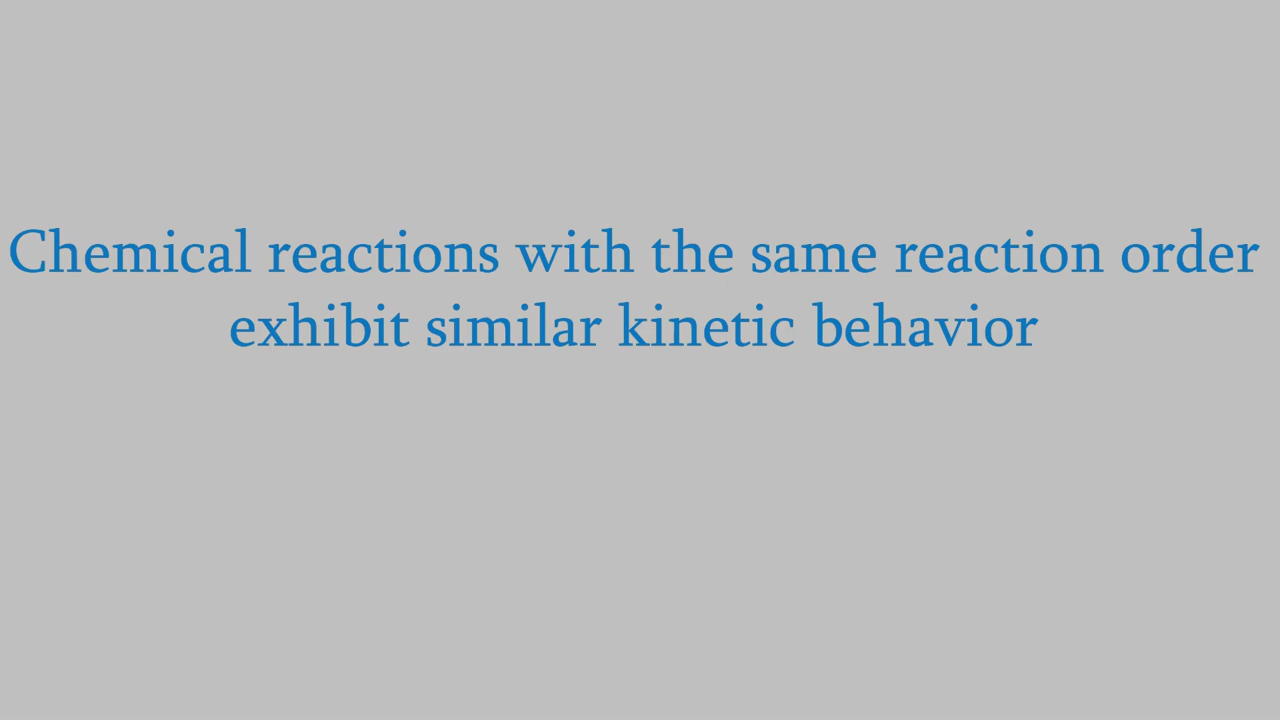 Chemical reactions with the same reaction order
exhibit similar kinetic behavior